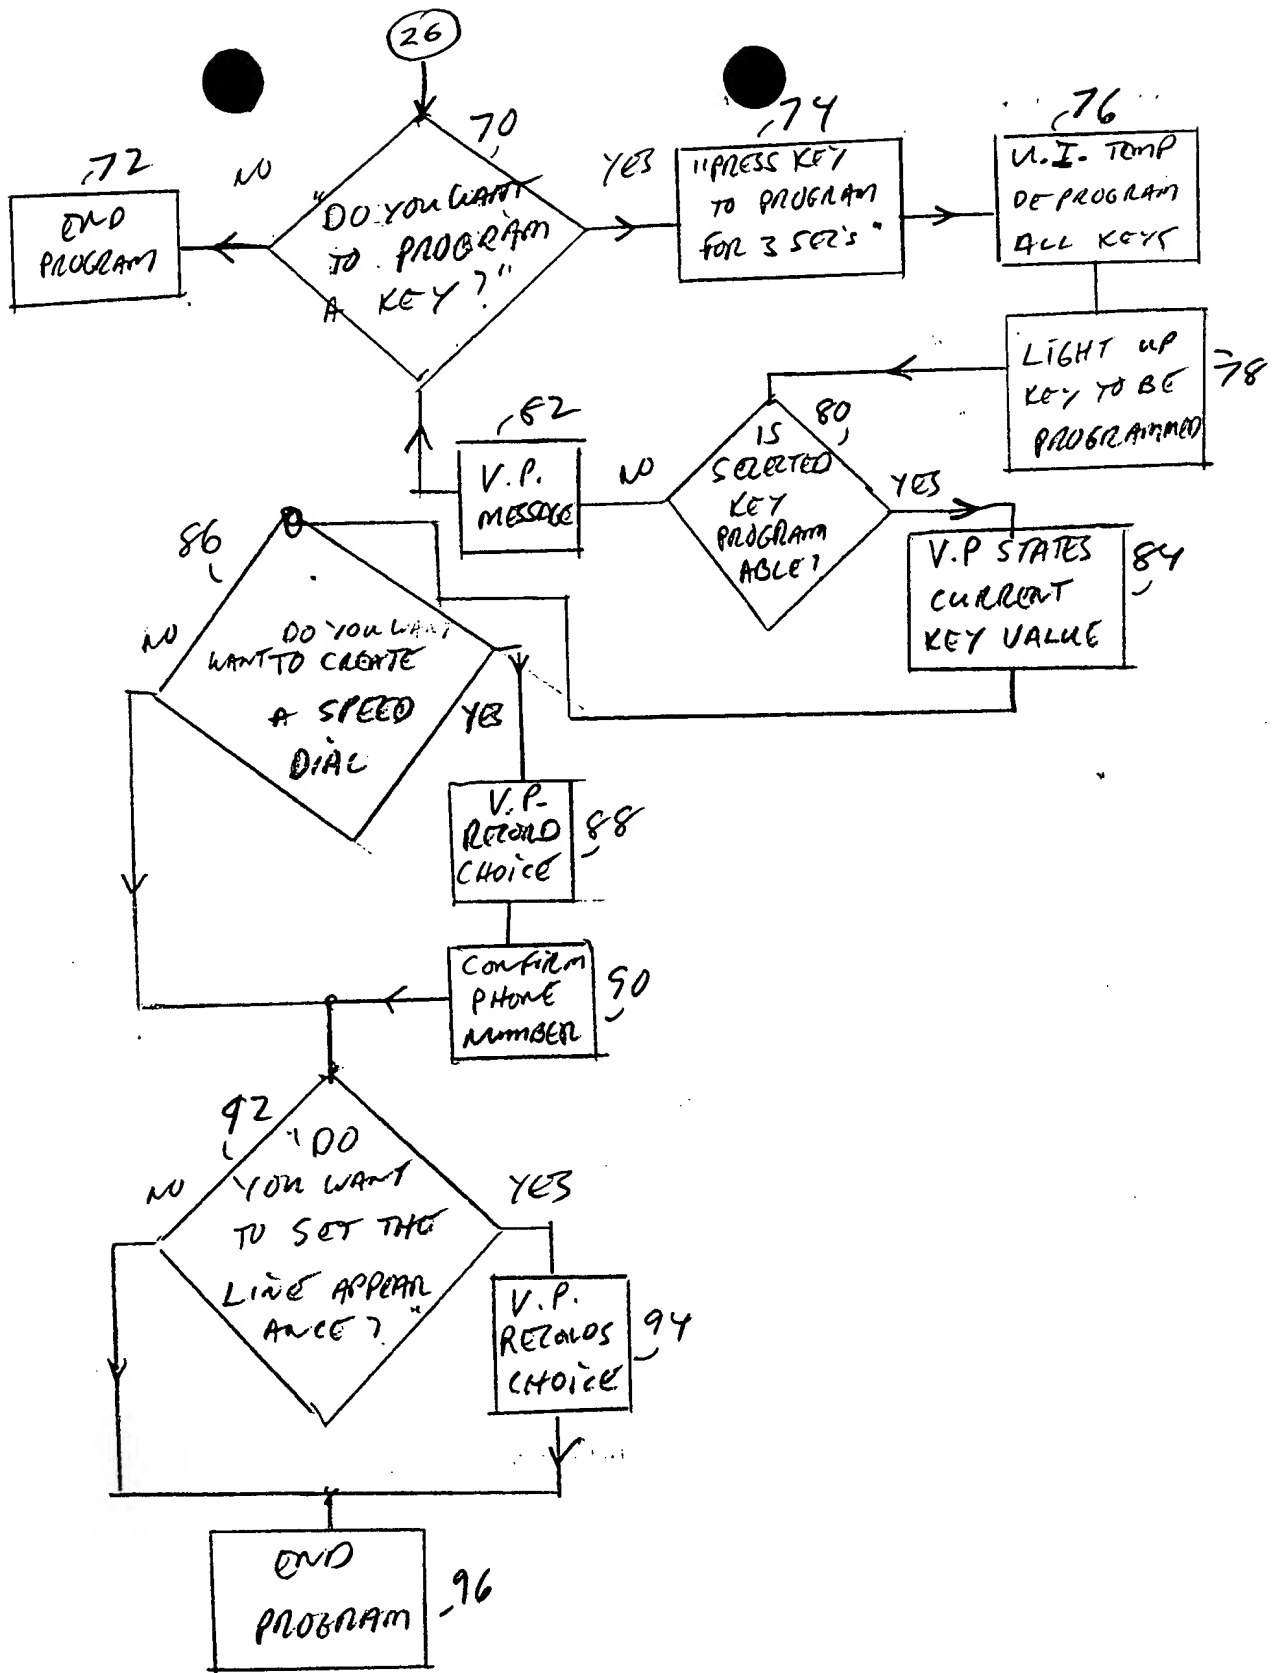 26
70
"DO YOU WANT
TO PROGRAM
A KEY?"
NO
72
END
PROGRAM
YES
74
"PRESS KEY
TO PROGRAM
FOR 3 SEC'S"
76
U.I. TEMP
DEPROGRAM
ALL KEYS
LIGHT UP
KEY TO BE
PROGRAMMED
78
80
IS
SELECTED
KEY
PROGRAM
ABLE?
NO
82
V.P.
MESSAGE
YES
V.P STATES
CURRENT
KEY VALUE
84
86
NO
DO YOU WANT
WANT TO CREATE
A SPEED
DIAL
YES
V.P.
RECORD
CHOICE
88
CONFIRM
PHONE
NUMBER
90
92
NO
"DO
YOU WANT
TO SET THE
LINE APPEAR
ANCE?"
YES
V.P.
RECORDS
CHOICE
94
END
PROGRAM
96